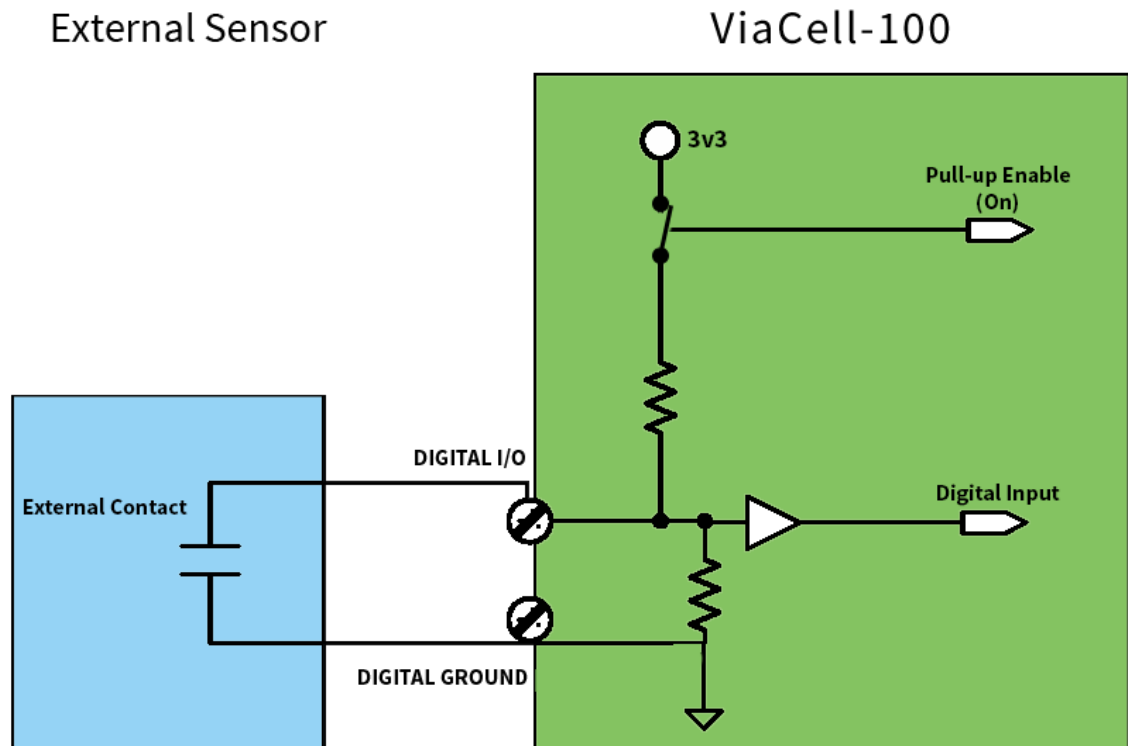 External Sensor
ViaCell-100
3v3
Pull-up Enable
(On)
DIGITAL I/O
External Contact
Digital Input
DIGITAL GROUND